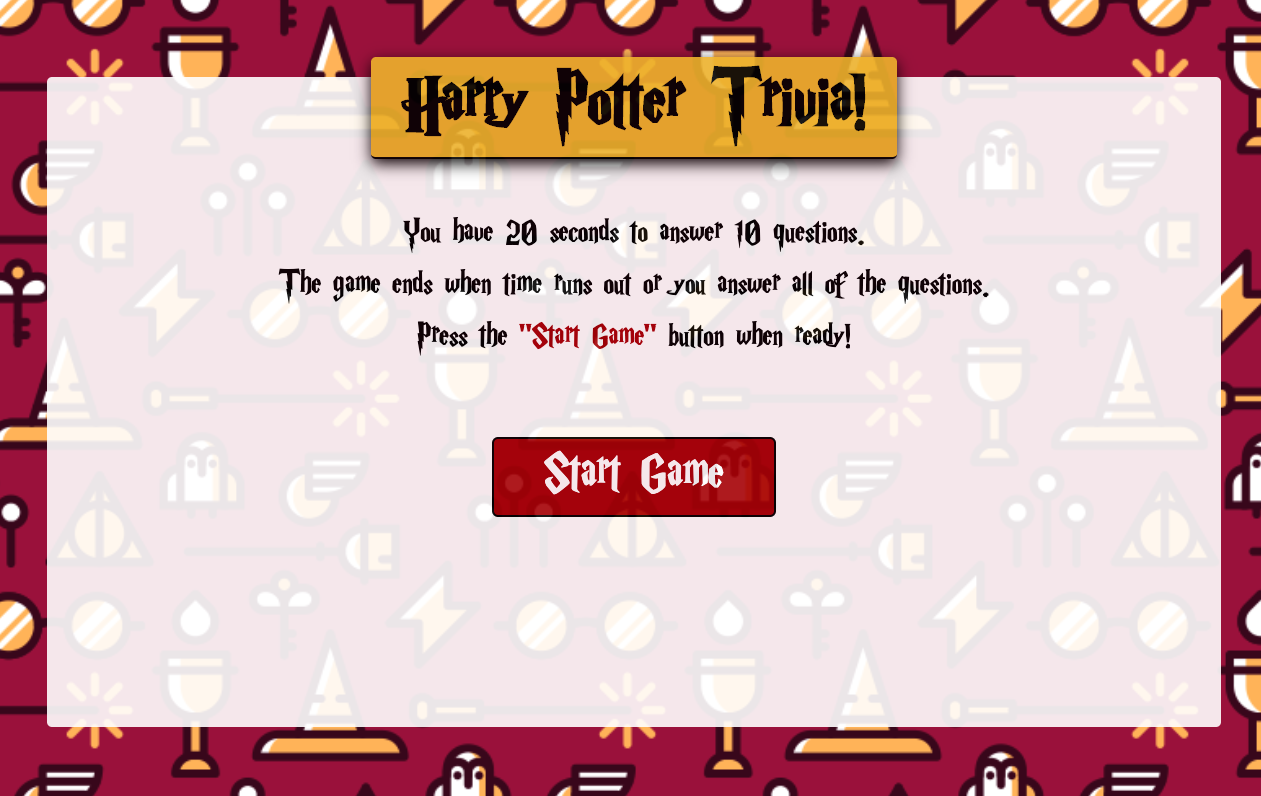 Harry Potter Trivia!
You have 20 seconds to answer 10 questions.
The game ends when time runs out or you answer all of the questions.
Press the "Start Game" button when ready!
Start Game